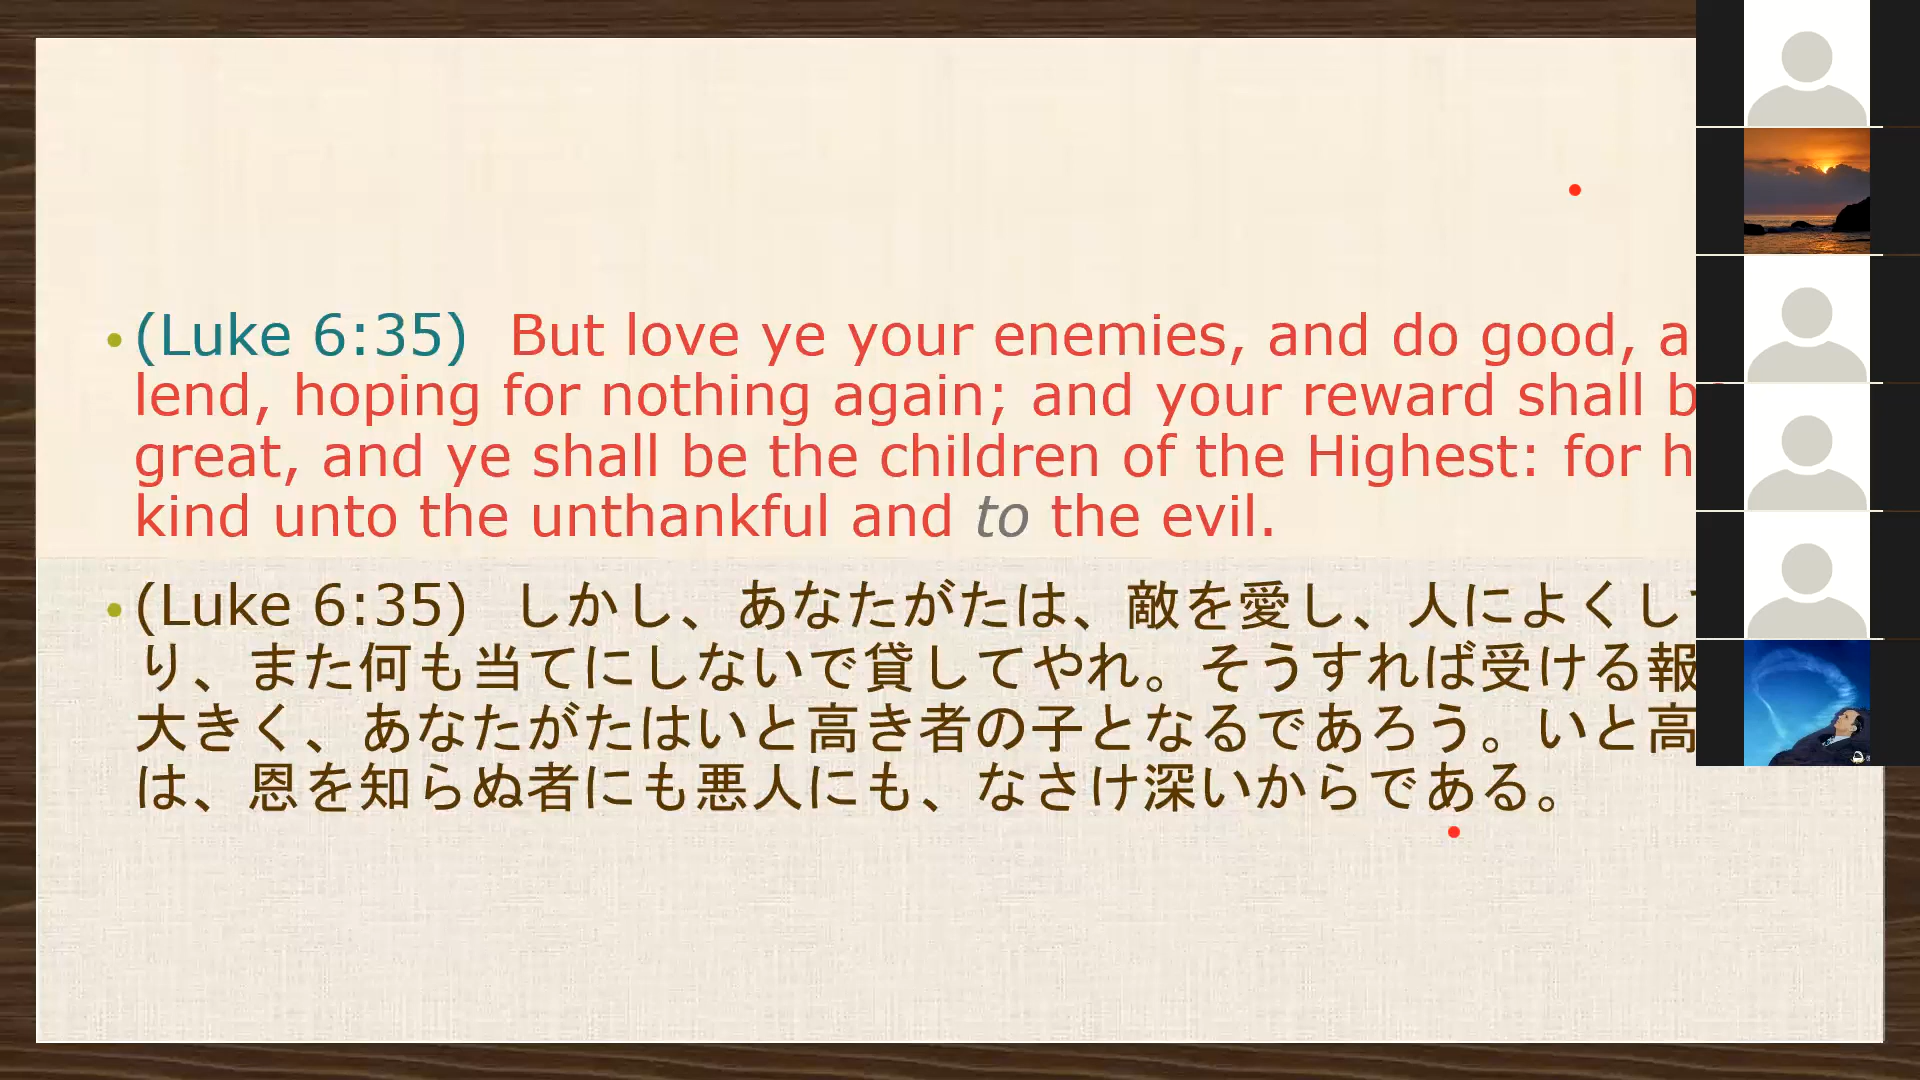 • (Luke 6:35) But love ye your enemies, and do good, a
lend, hoping for nothing again; and your reward shall b
great, and ye shall be the children of the Highest: for h
kind unto the unthankful and to the evil.
• (Luke 6:35) しかし、あなたがたは、敵を愛し、人によくし
り、また何も当てにしないで貸してやれ。そうすれば受ける報
大きく、あなたがたはいと高き者の子となるであろう。いと高
は、恩を知らぬ者にも悪人にも、なさけ深いからである。